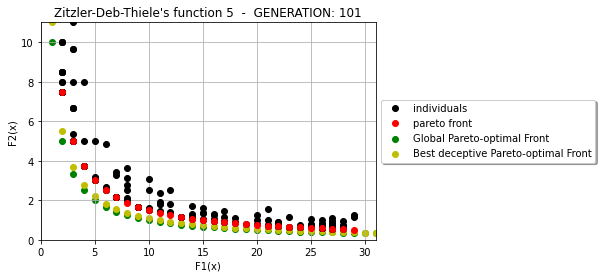 Zitzler-Deb-Thiele's function 5 - GENERATION: 101
10
8
6
4
2
0
F2(x)
0 5 10 15 20 25 30
F1(x)
individuals
pareto front
Global Pareto-optimal Front
Best deceptive Pareto-optimal Front